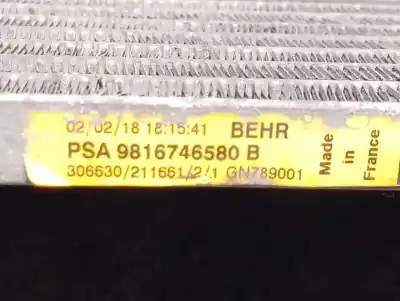 02/02/18 18:15:41 BEHR
PSA 9816746580 B
306630/211661/2/1 GN789001
Made
in
France